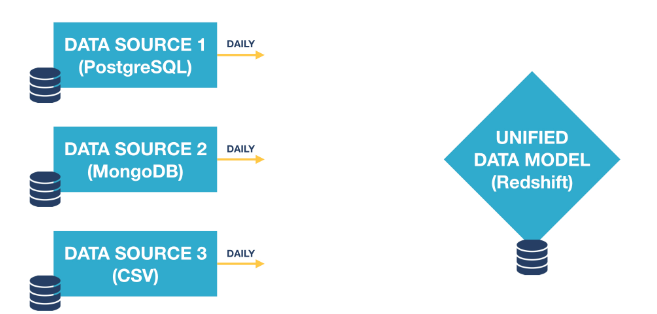 DATA SOURCE 1
(PostgreSQL)
DAILY
DATA SOURCE 2
(MongoDB)
DAILY
DATA SOURCE 3
(CSV)
DAILY
UNIFIED
DATA MODEL
(Redshift)